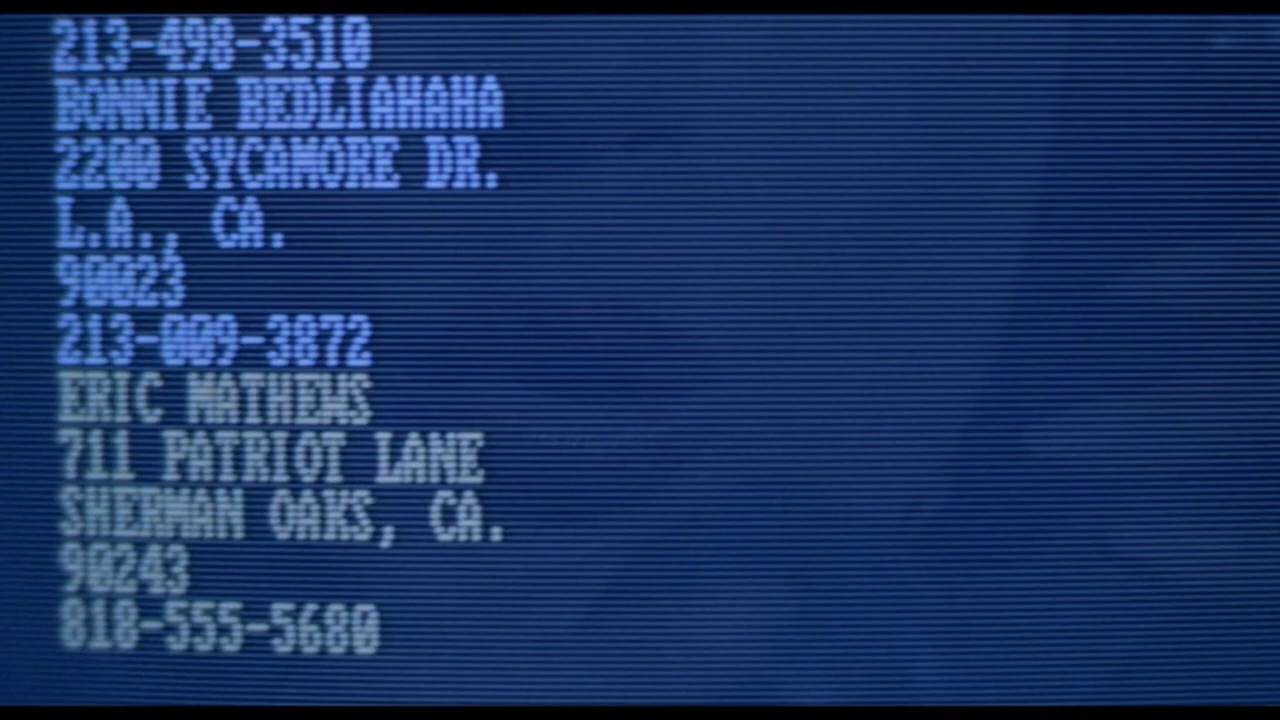 213-498-3510
BONNIE BEDLIAHAHA
2200 SYCAMORE DR.
L.A., CA.
90023
213-009-3872
ERIC MATHEWS
711 PATRIOT LANE
SHERMAN OAKS, CA.
90243
818-555-5680